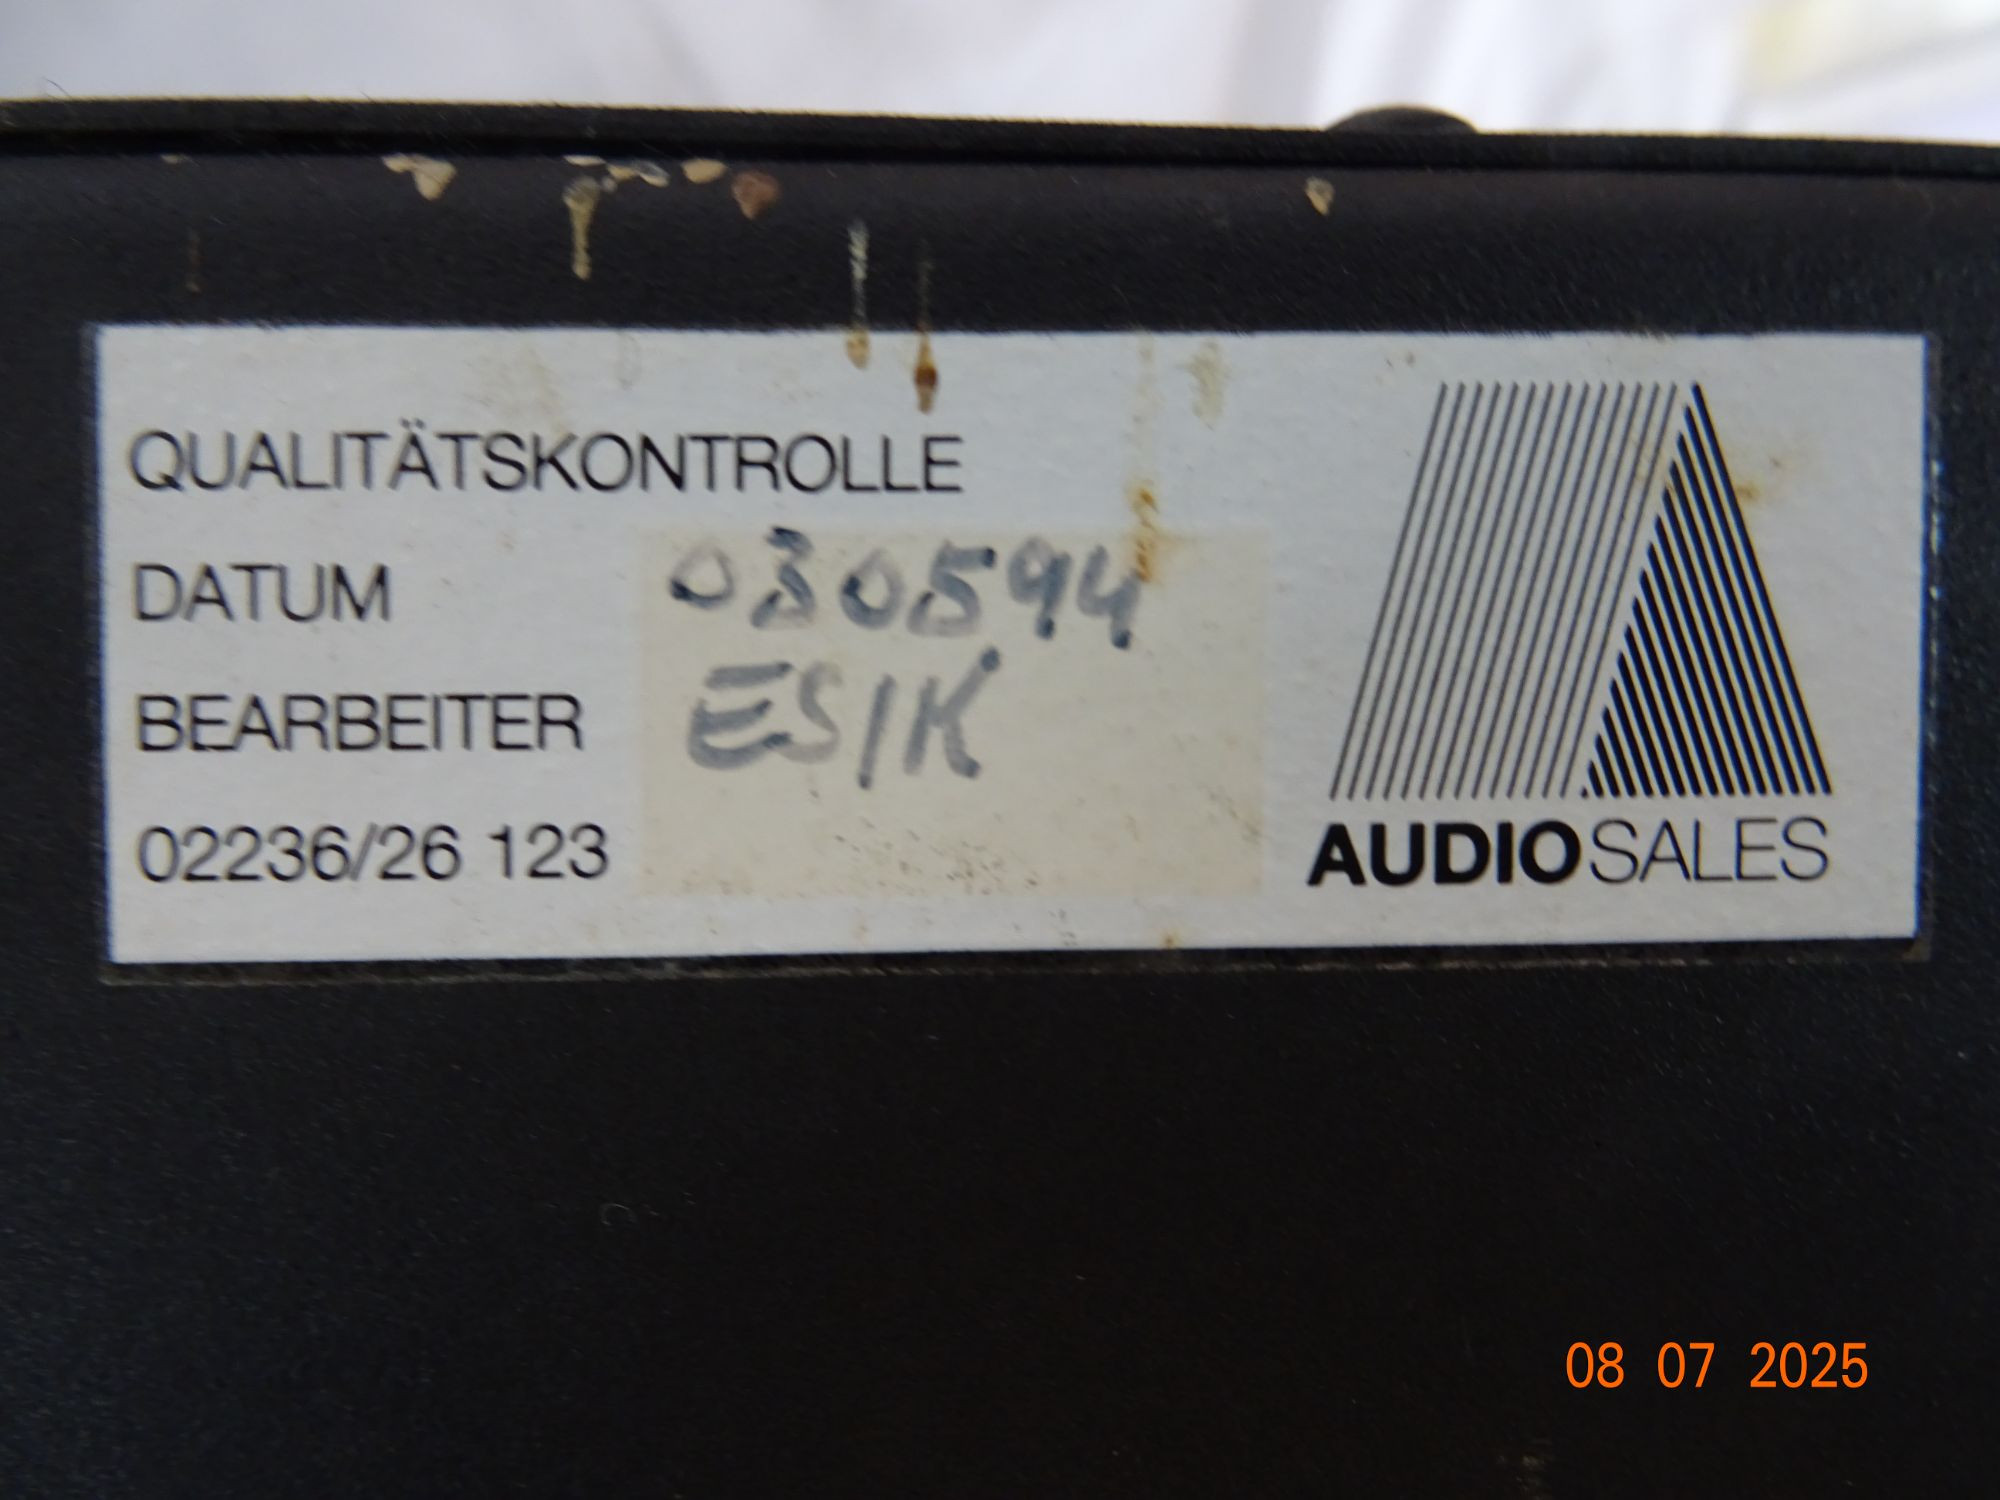 QUALITÄTSKONTROLLE
DATUM 030594
BEARBEITER ES/K
02236/26 123
AUDIOSALES
08 07 2025